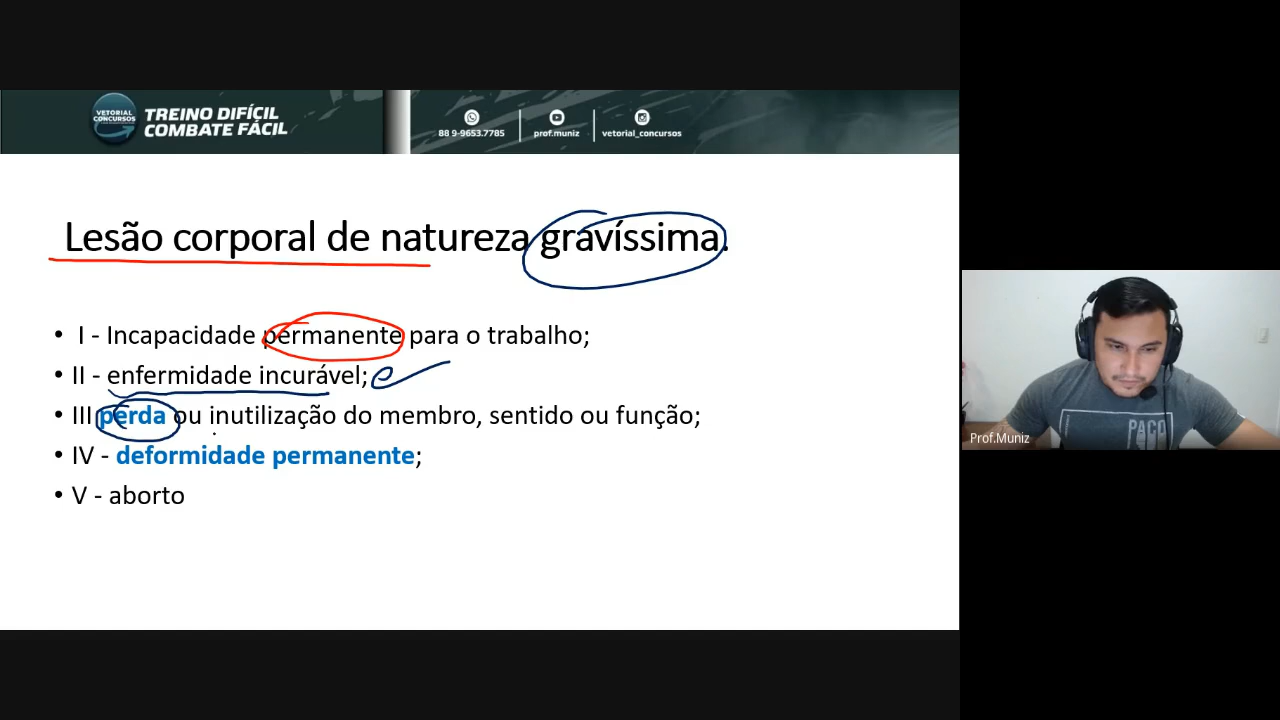 VETORIAL
CONCURSOS
TREINO DIFÍCIL
COMBATE FÁCIL
88 9-9653.7785
prof.muniz
vetorial_concursos
Lesão corporal de natureza gravíssima.
• I - Incapacidade permanente para o trabalho;
• II - enfermidade incurável;
• III perda ou inutilização do membro, sentido ou função;
• IV - deformidade permanente;
• V - aborto
PACO
Prof.Muniz